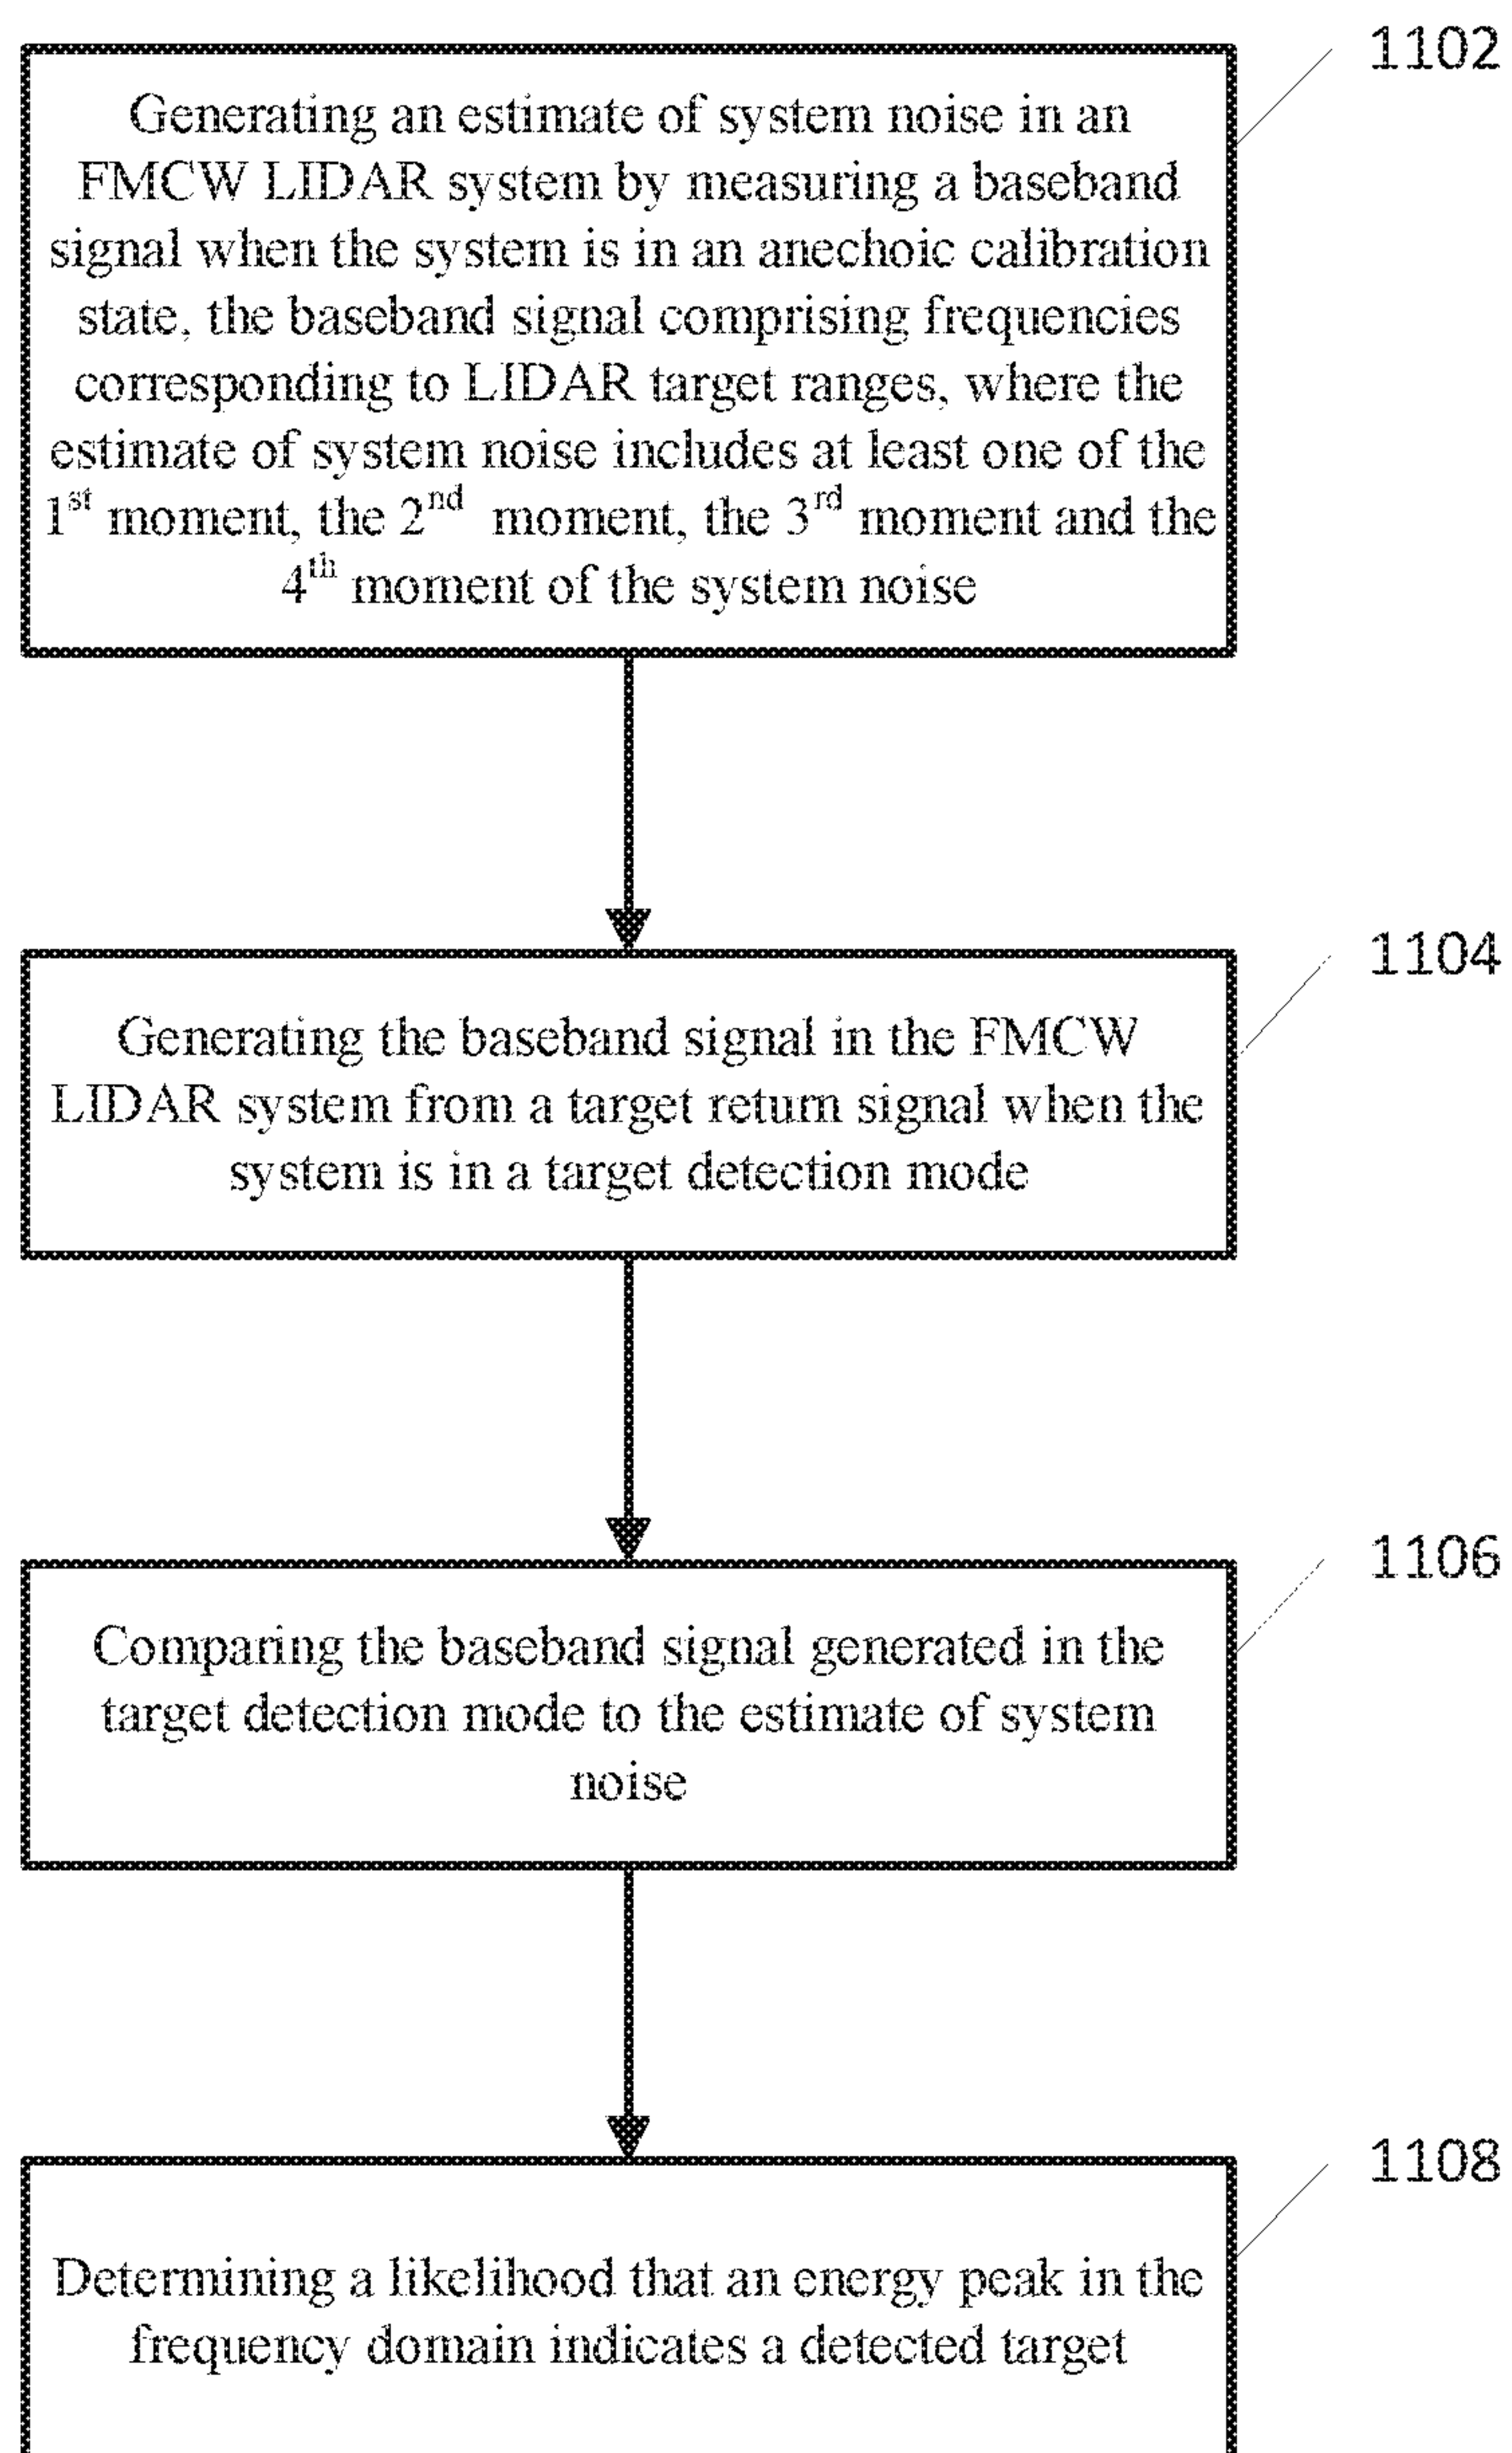 1102
Generating an estimate of system noise in an
FMCW LIDAR system by measuring a baseband
signal when the system is in an anechoic calibration
state, the baseband signal comprising frequencies
corresponding to LIDAR target ranges, where the
estimate of system noise includes at least one of the
1st moment, the 2nd moment, the 3rd moment and the
4th moment of the system noise
1104
Generating the baseband signal in the FMCW
LIDAR system from a target return signal when the
system is in a target detection mode
1106
Comparing the baseband signal generated in the
target detection mode to the estimate of system
noise
1108
Determining a likelihood that an energy peak in the
frequency domain indicates a detected target